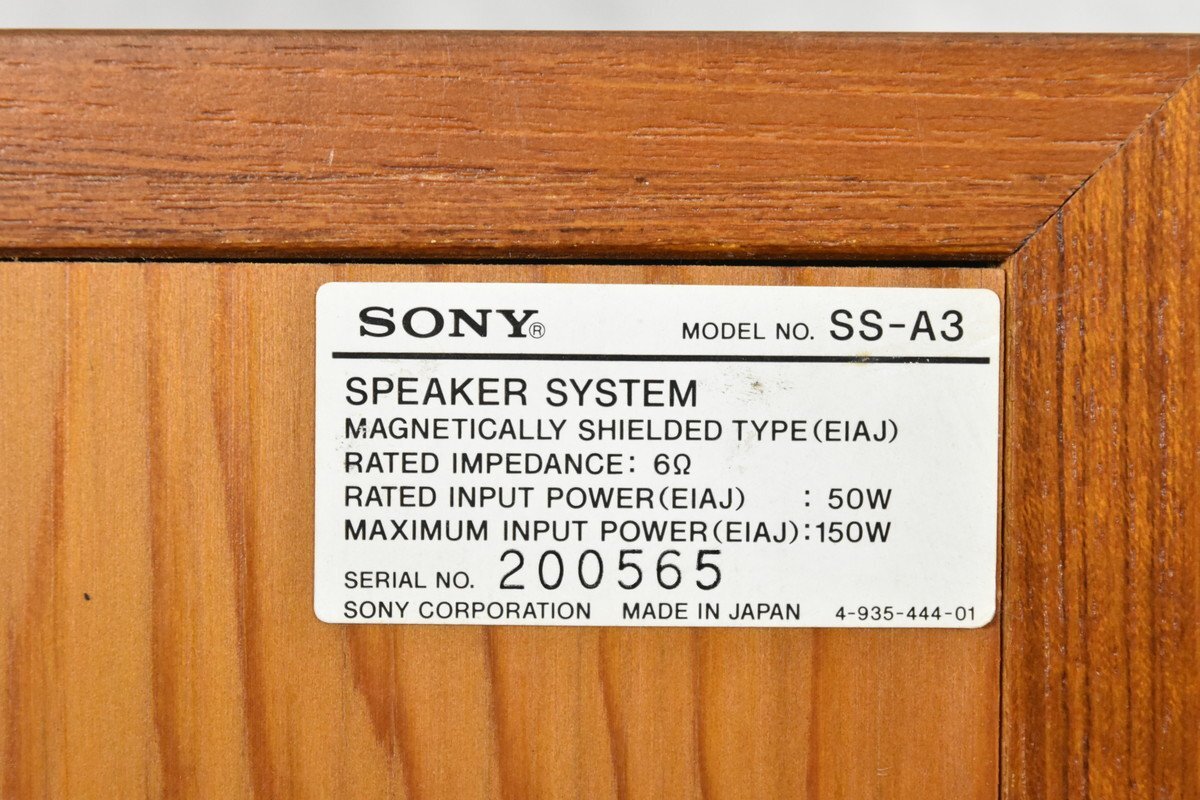 SONY® MODEL NO. SS-A3
SPEAKER SYSTEM
MAGNETICALLY SHIELDED TYPE(EIAJ)
RATED IMPEDANCE: 6Ω
RATED INPUT POWER(EIAJ) : 50W
MAXIMUM INPUT POWER(EIAJ):150W
SERIAL NO. 200565
SONY CORPORATION MADE IN JAPAN 4-935-444-01